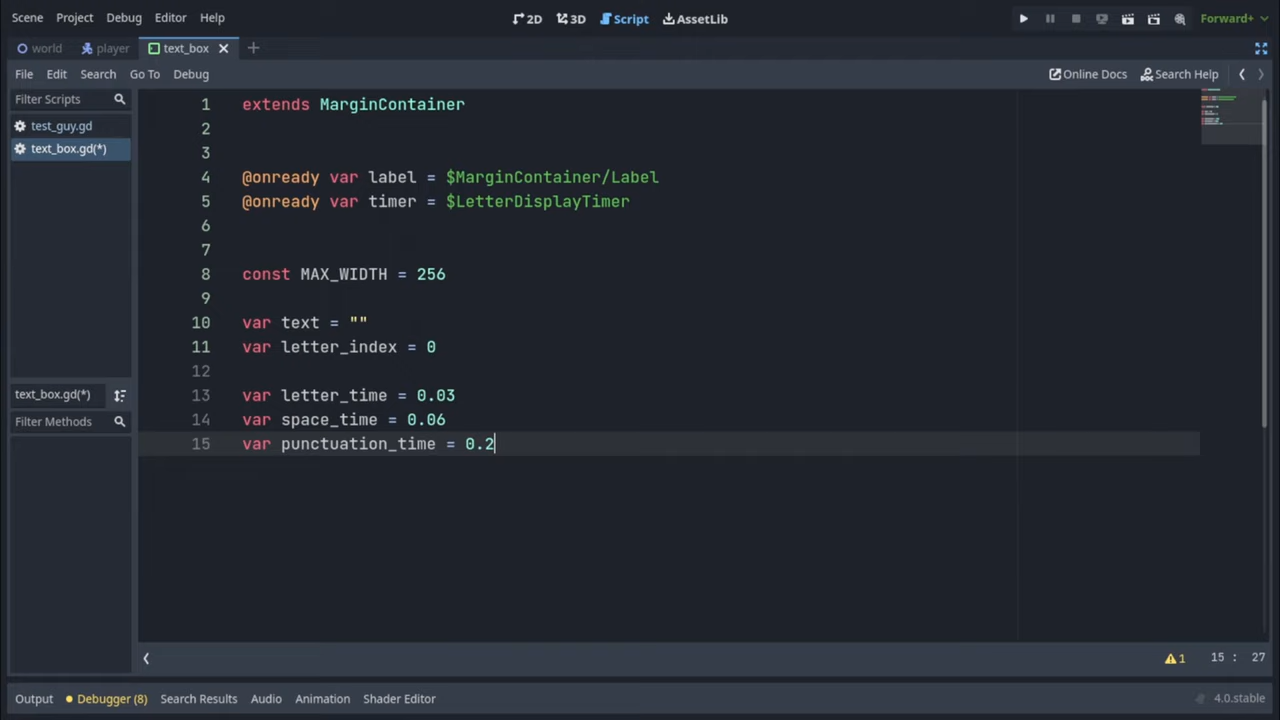 Scene Project Debug Editor Help 2D 3D Script AssetLib Forward+
world player text_box
File Edit Search Go To Debug Online Docs Search Help
Filter Scripts
test_guy.gd
text_box.gd(*)
text_box.gd(*)
Filter Methods
1 extends MarginContainer
2
3
4 @onready var label = $MarginContainer/Label
5 @onready var timer = $LetterDisplayTimer
6
7
8 const MAX_WIDTH = 256
9
10 var text = ""
11 var letter_index = 0
12
13 var letter_time = 0.03
14 var space_time = 0.06
15 var punctuation_time = 0.2
1 15 : 27
Output Debugger (8) Search Results Audio Animation Shader Editor 4.0.stable